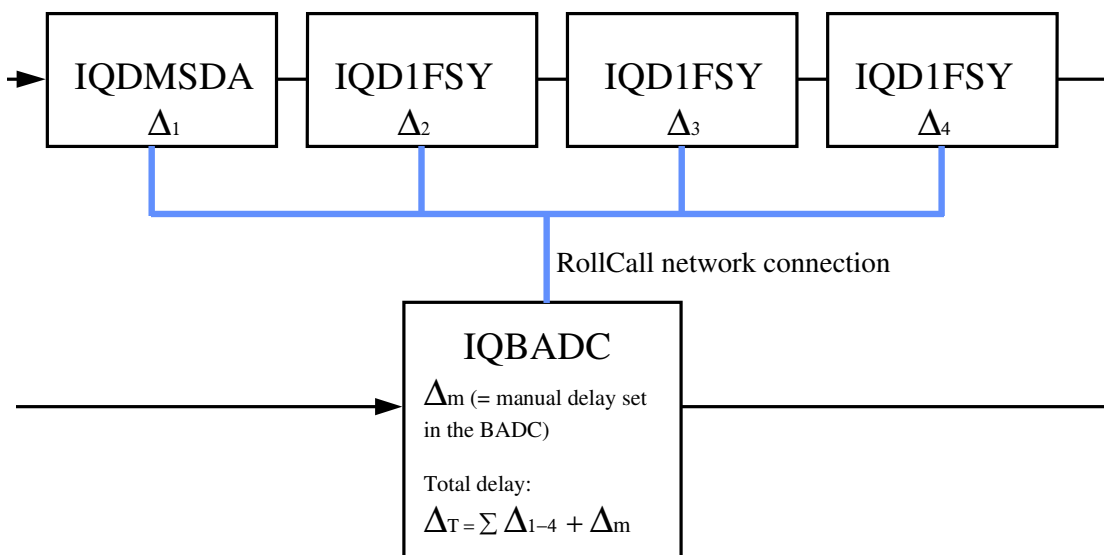 IQDMSDA
Δ1
IQD1FSY
Δ2
IQD1FSY
Δ3
IQD1FSY
Δ4
RollCall network connection
IQBADC
Δm (= manual delay set
in the BADC)
Total delay:
ΔT = ∑ Δ1–4 + Δm